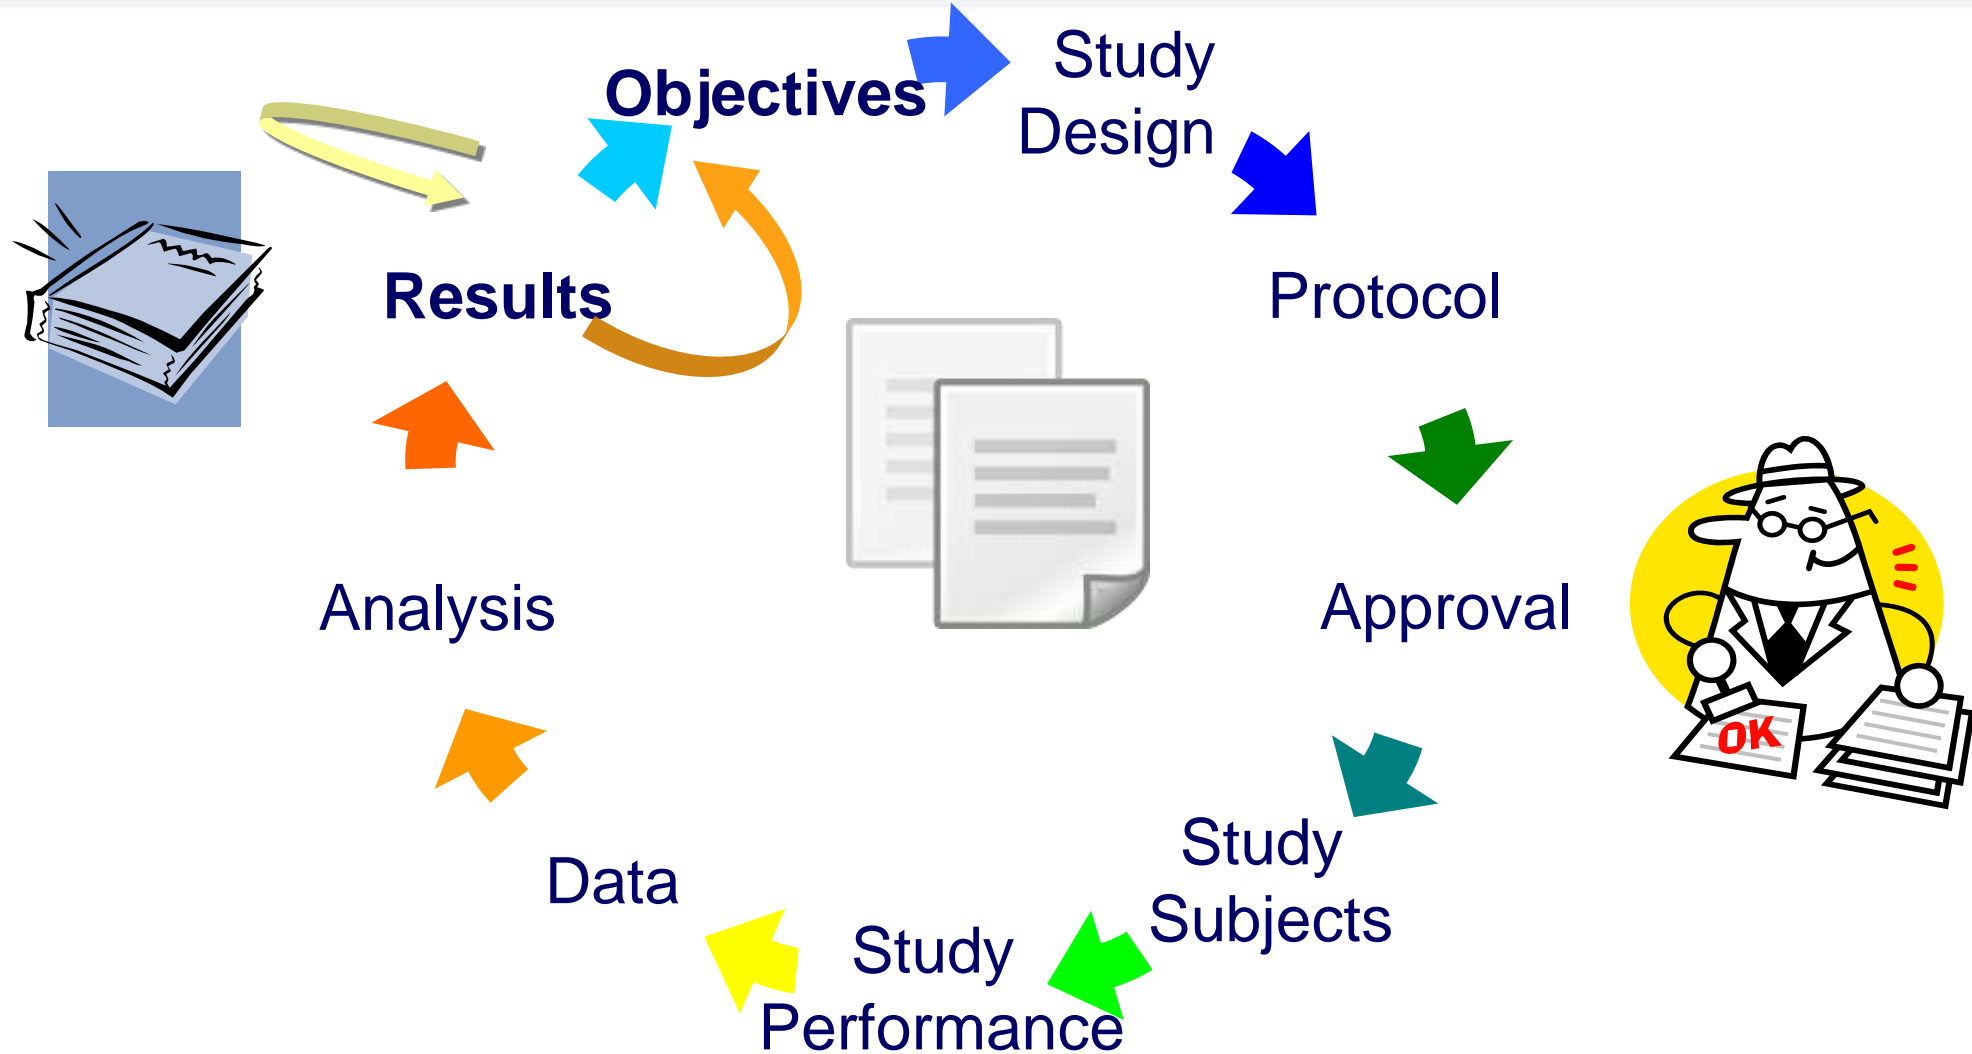 Objectives
Study
Design
Protocol
Approval
OK
Study
Subjects
Study
Performance
Data
Analysis
Results